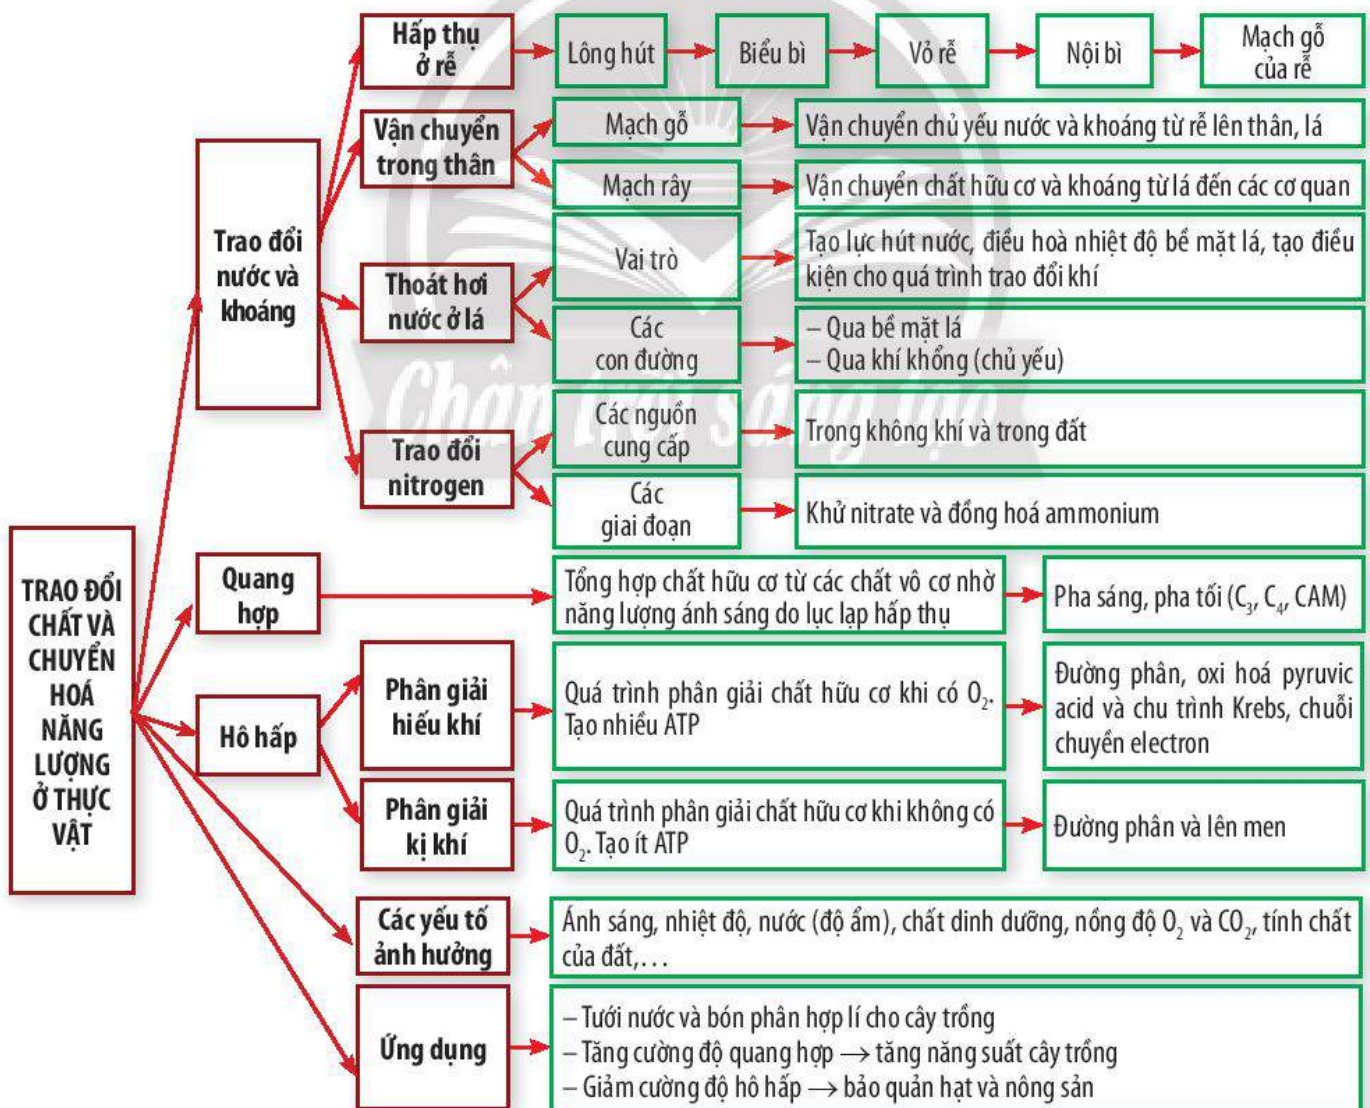 TRAO ĐỔI
CHẤT VÀ
CHUYỂN
HOÁ
NĂNG
LƯỢNG
Ở THỰC
VẬT
Trao đổi
nước và
khoáng
Hấp thụ
ở rễ
Lông hút
Biểu bì
Vỏ rễ
Nội bì
Mạch gỗ
của rễ
Vận chuyển
trong thân
Mạch gỗ
Vận chuyển chủ yếu nước và khoáng từ rễ lên thân, lá
Mạch rây
Vận chuyển chất hữu cơ và khoáng từ lá đến các cơ quan
Thoát hơi
nước ở lá
Vai trò
Tạo lực hút nước, điều hoà nhiệt độ bề mặt lá, tạo điều
kiện cho quá trình trao đổi khí
Các
con đường
– Qua bề mặt lá
– Qua khí khổng (chủ yếu)
Chân trời sáng tạo
Trao đổi
nitrogen
Các nguồn
cung cấp
Trong không khí và trong đất
Các
giai đoạn
Khử nitrate và đồng hoá ammonium
Quang
hợp
Tổng hợp chất hữu cơ từ các chất vô cơ nhờ
năng lượng ánh sáng do lục lạp hấp thụ
Pha sáng, pha tối (C₃, C₄, CAM)
Hô hấp
Phân giải
hiếu khí
Quá trình phân giải chất hữu cơ khi có O₂.
Tạo nhiều ATP
Đường phân, oxi hoá pyruvic
acid và chu trình Krebs, chuỗi
chuyền electron
Phân giải
kị khí
Quá trình phân giải chất hữu cơ khi không có
O₂. Tạo ít ATP
Đường phân và lên men
Các yếu tố
ảnh hưởng
Ánh sáng, nhiệt độ, nước (độ ẩm), chất dinh dưỡng, nồng độ O₂ và CO₂, tính chất
của đất,…
Ứng dụng
– Tưới nước và bón phân hợp lí cho cây trồng
– Tăng cường độ quang hợp → tăng năng suất cây trồng
– Giảm cường độ hô hấp → bảo quản hạt và nông sản